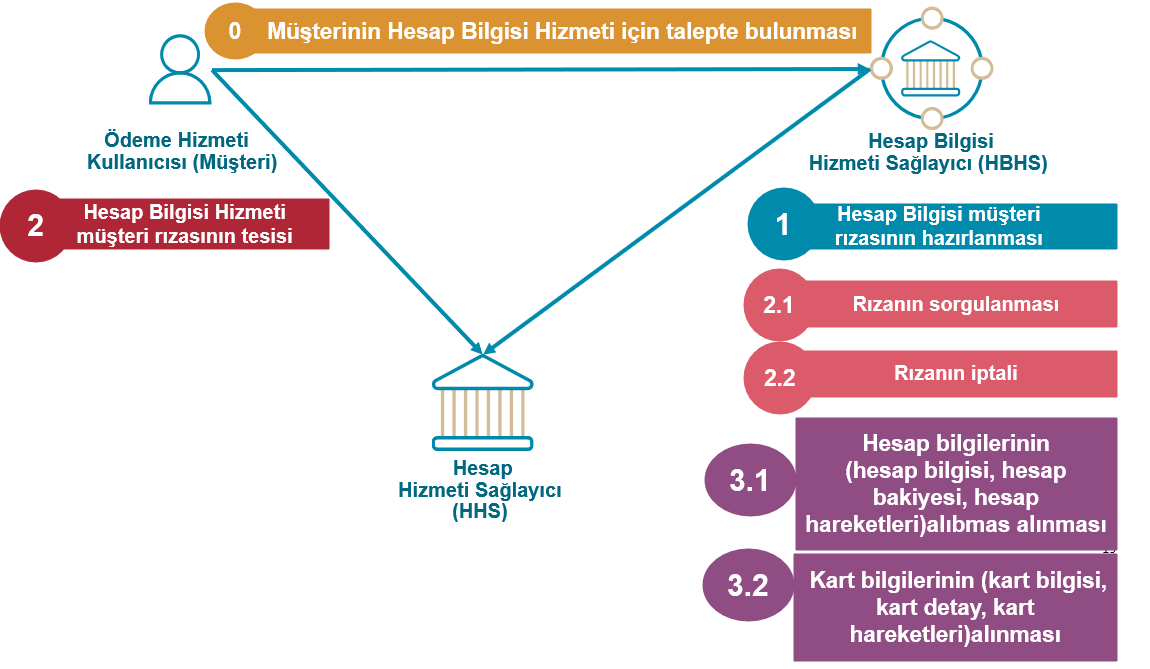 0 Müşterinin Hesap Bilgisi Hizmeti için talepte bulunması
Ödeme Hizmeti
Kullanıcısı (Müşteri)
Hesap Bilgisi
Hizmeti Sağlayıcı (HBHS)
2
Hesap Bilgisi Hizmeti
müşteri rızasının tesisi
1
Hesap Bilgisi müşteri
rızasının hazırlanması
2.1 Rızanın sorgulanması
2.2 Rızanın iptali
Hesap
Hizmeti Sağlayıcı
(HHS)
3.1
Hesap bilgilerinin
(hesap bilgisi, hesap
bakiyesi, hesap
hareketleri)alıbmas alınması
3.2
Kart bilgilerinin (kart bilgisi,
kart detay, kart
hareketleri)alınması